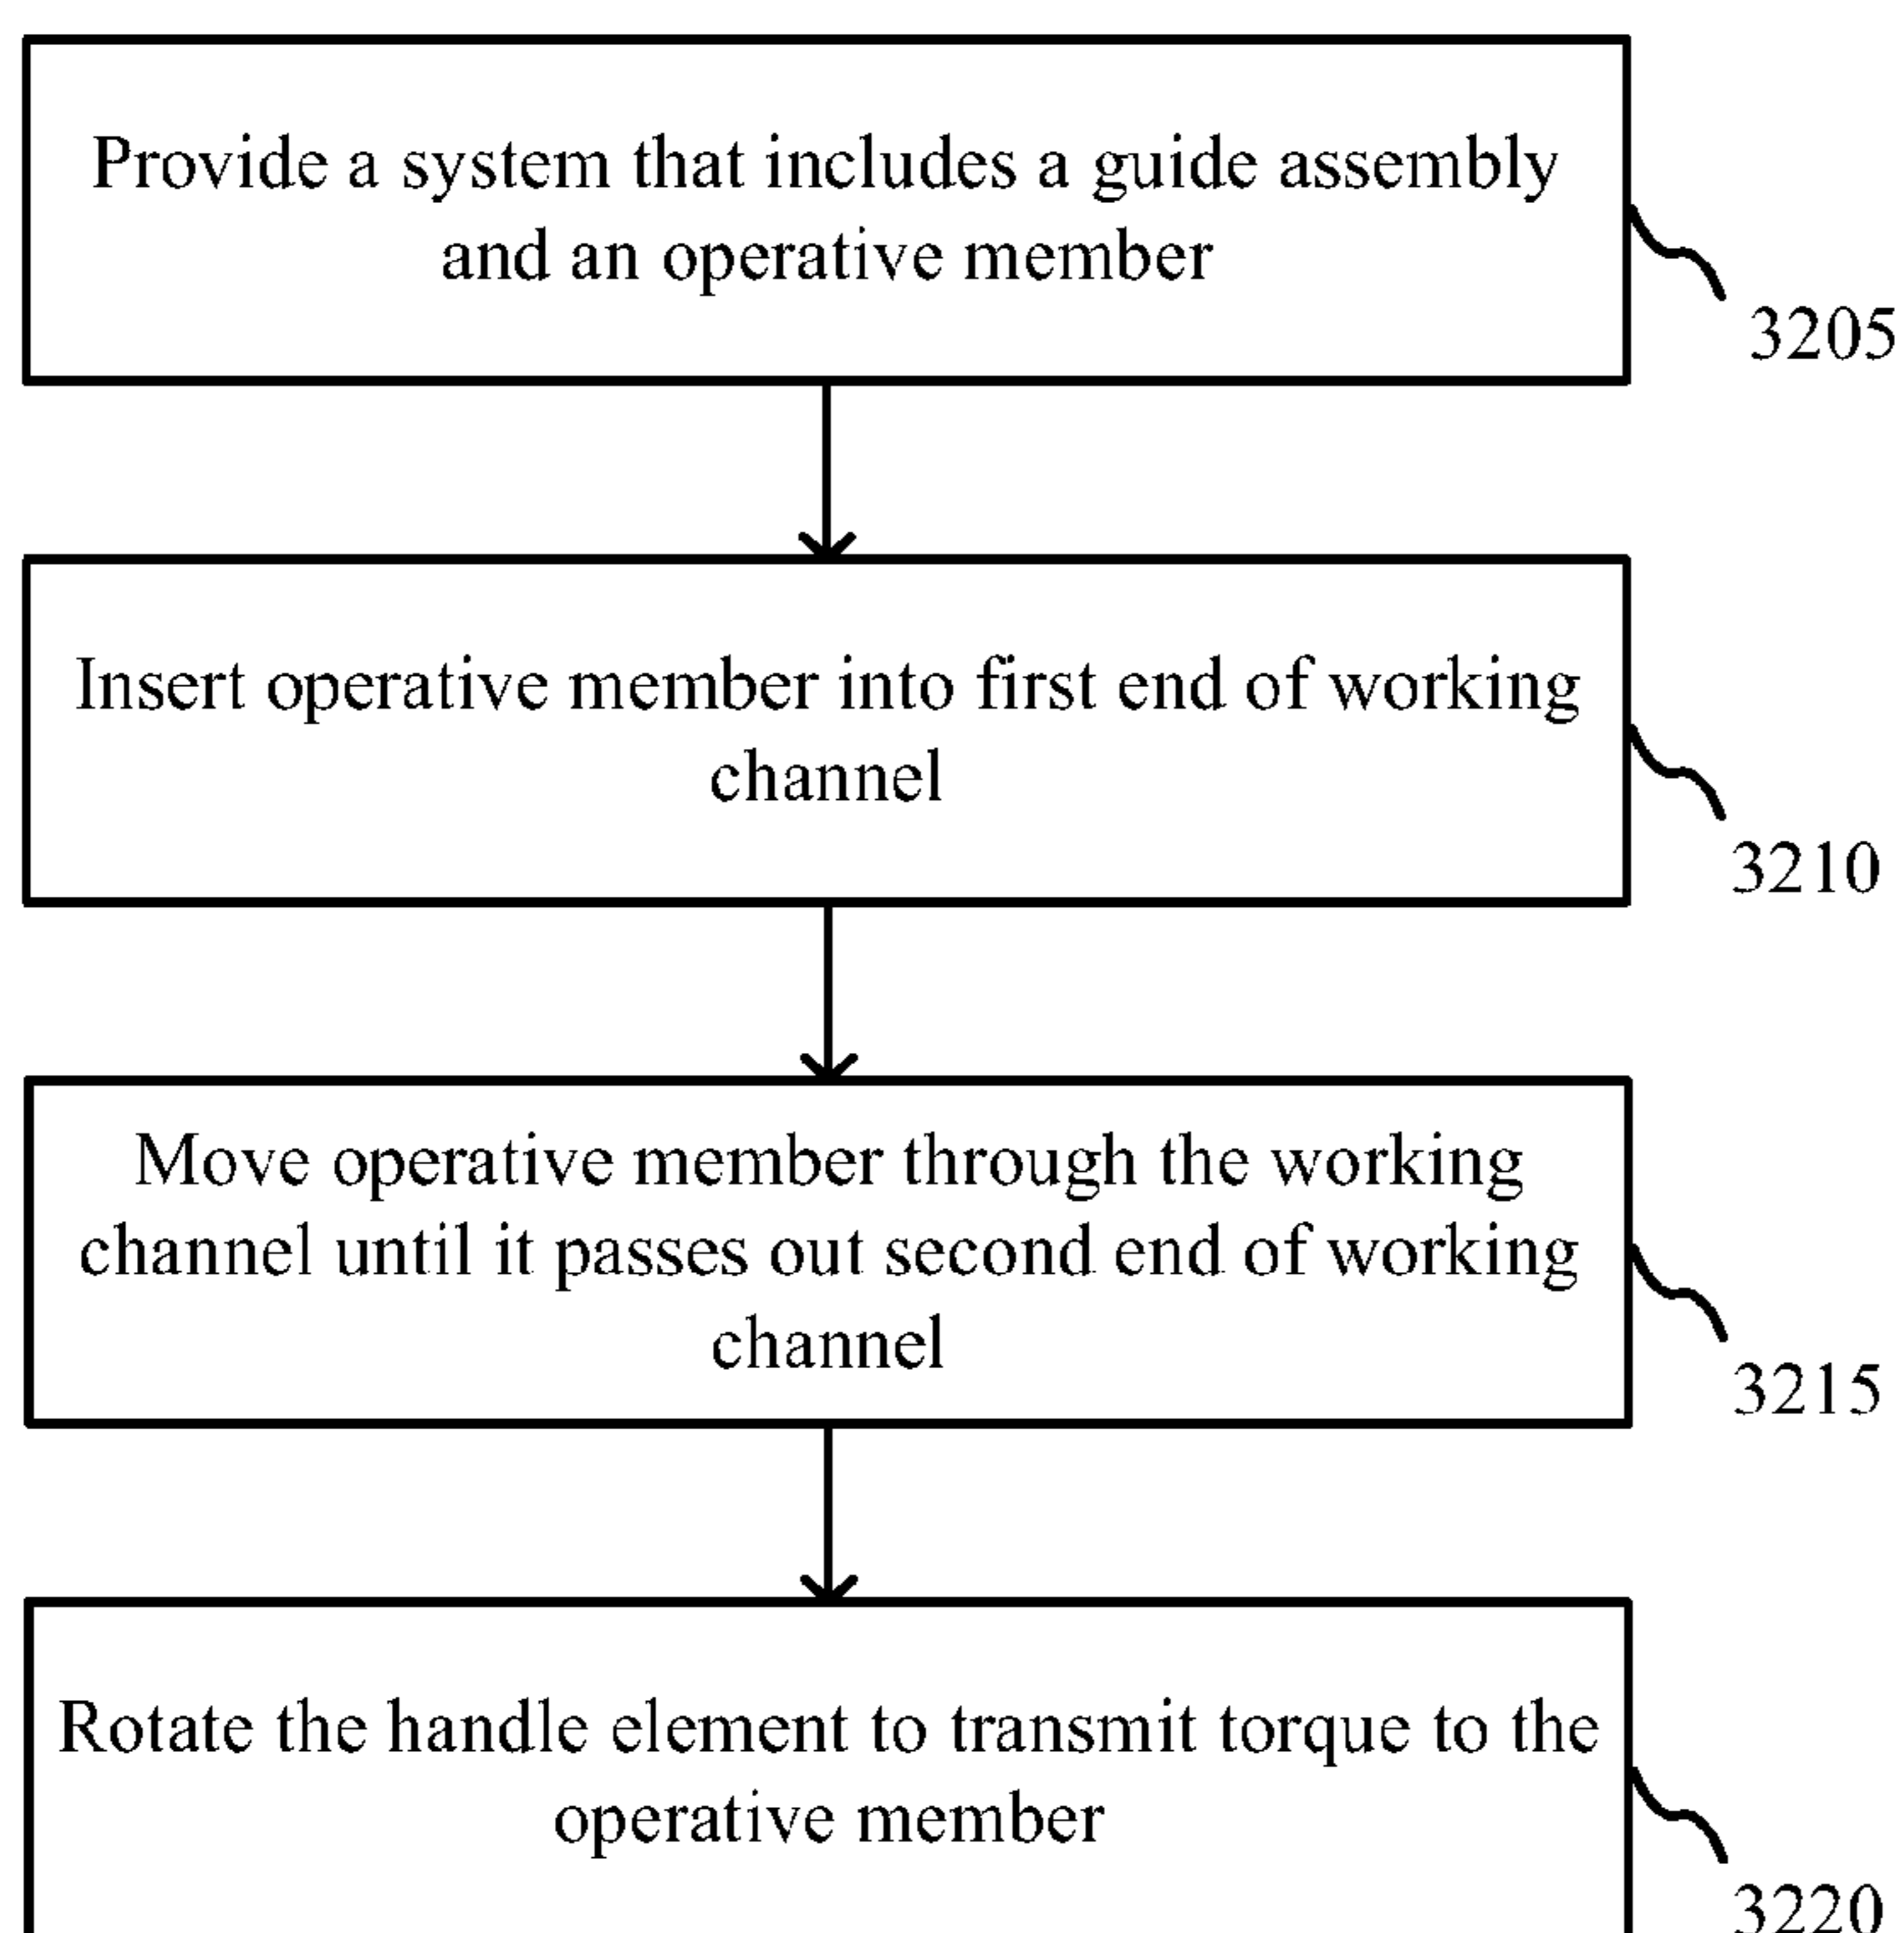 Provide a system that includes a guide assembly
and an operative member
3205
Insert operative member into first end of working
channel
3210
Move operative member through the working
channel until it passes out second end of working
channel
3215
Rotate the handle element to transmit torque to the
operative member
3220